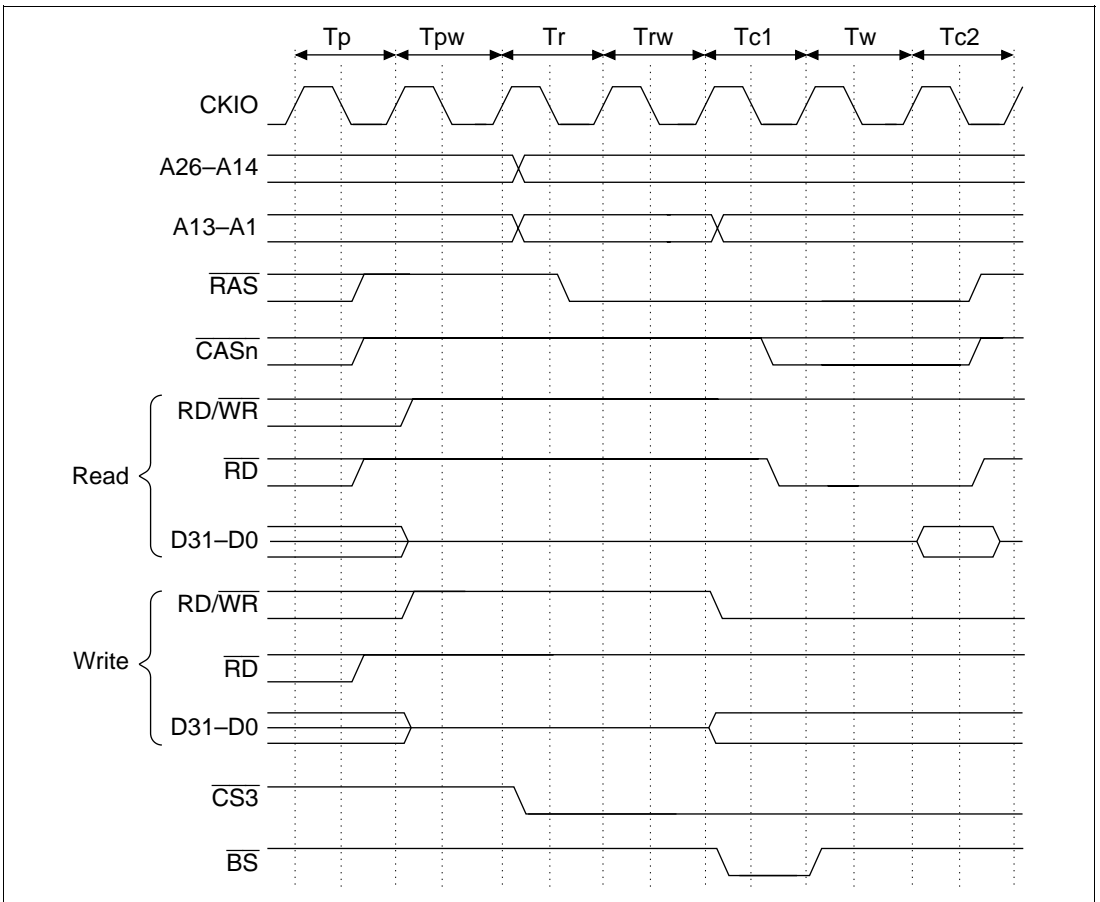 Tp Tpw Tr Trw Tc1 Tw Tc2
CKIO
A26–A14
A13–A1
RAS
CASn
Read
RD/WR
RD
D31–D0
Write
RD/WR
RD
D31–D0
CS3
BS